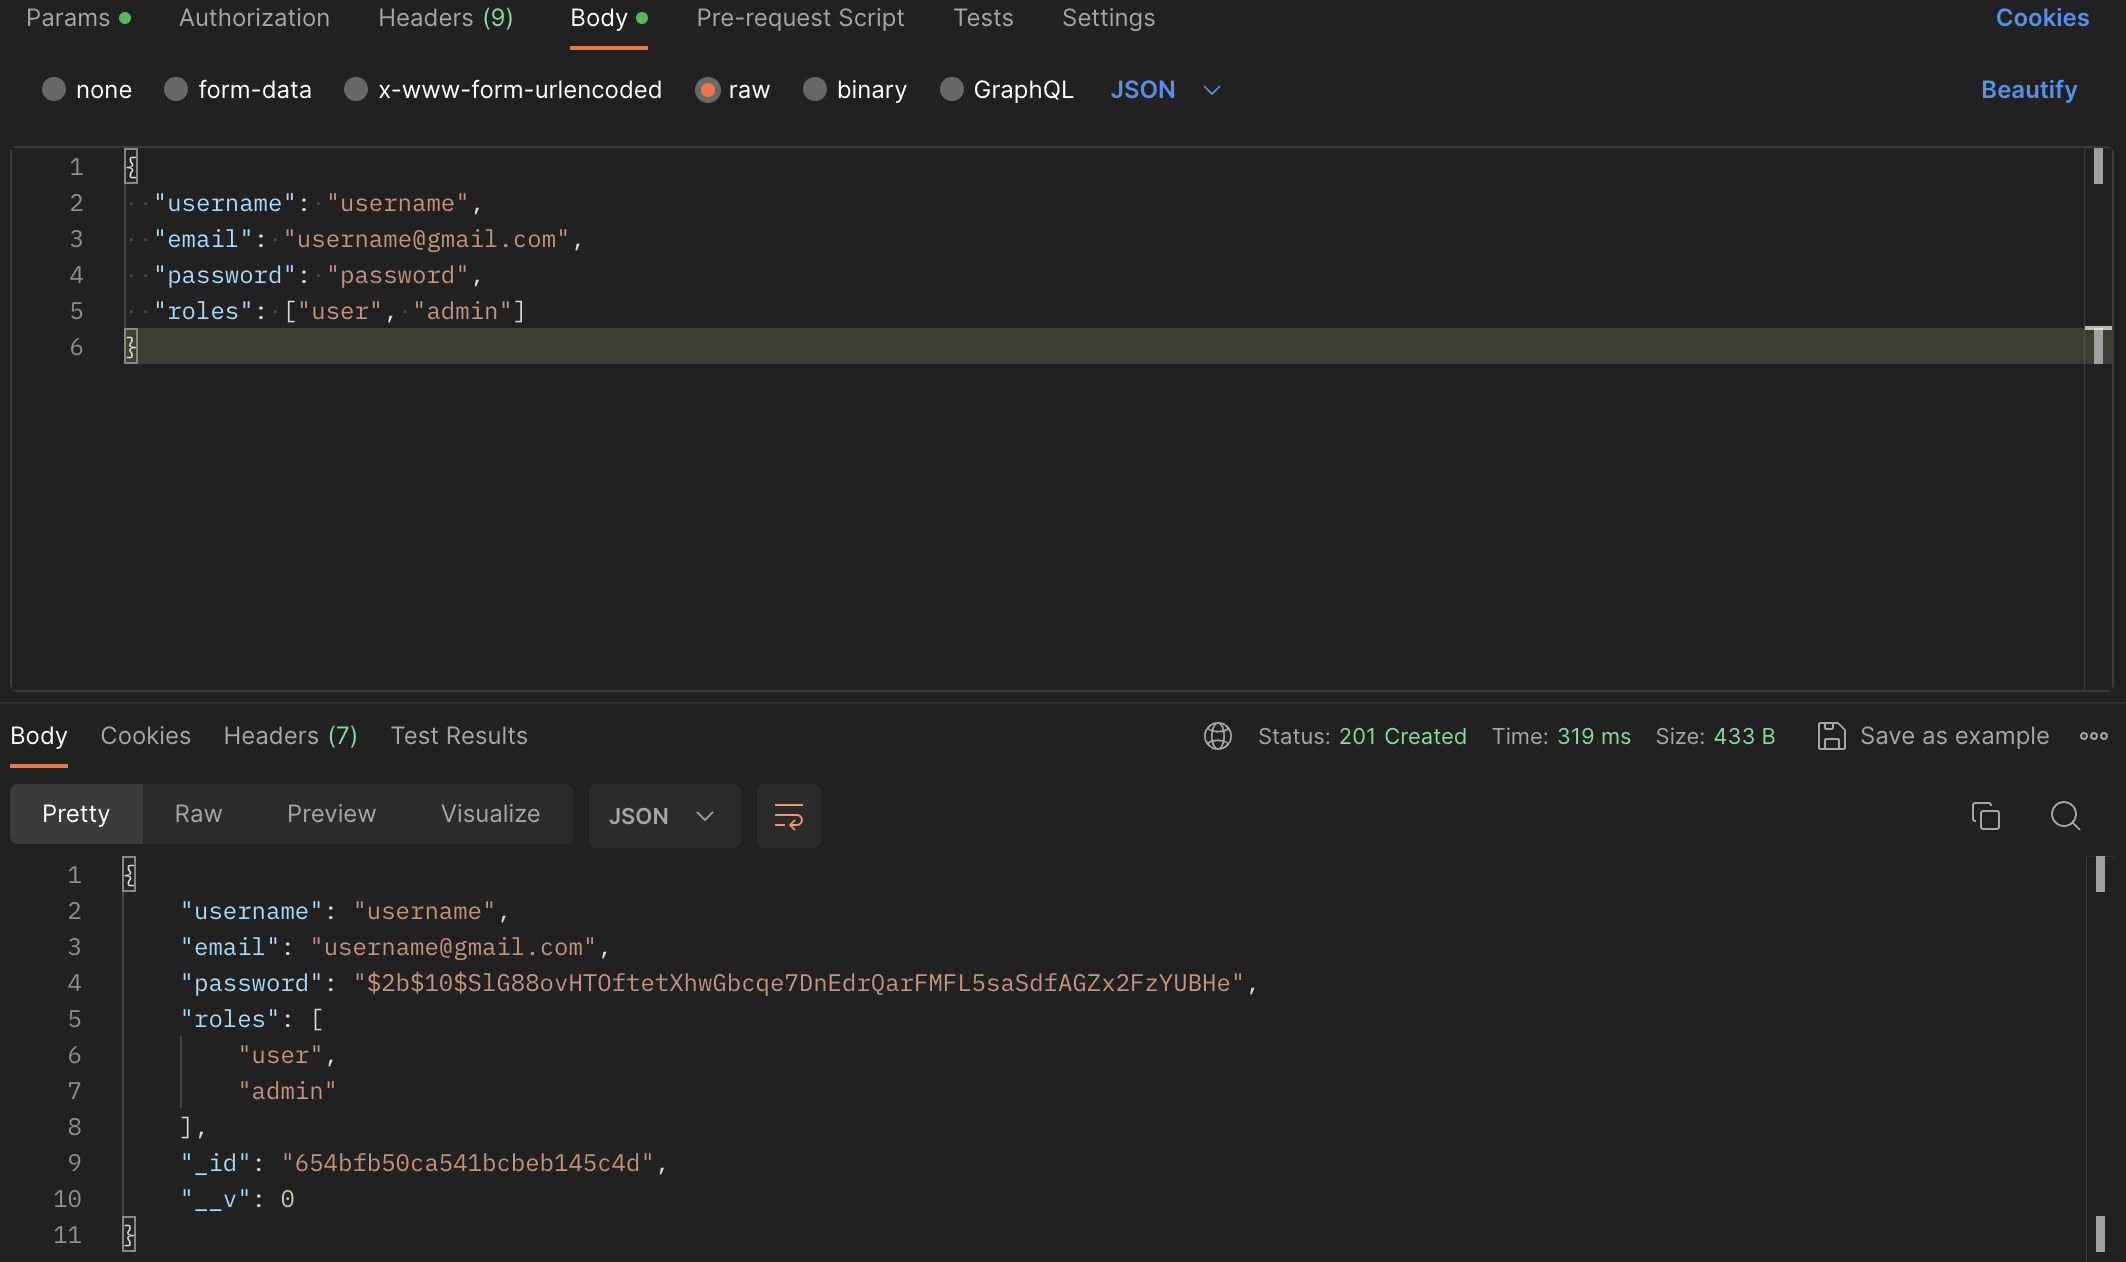 Params Authorization Headers (9) Body Pre-request Script Tests Settings Cookies
none form-data x-www-form-urlencoded raw binary GraphQL JSON Beautify
1 {
2 "username": "username",
3 "email": "username@gmail.com",
4 "password": "password",
5 "roles": ["user", "admin"]
6 }
Body Cookies Headers (7) Test Results Status: 201 Created Time: 319 ms Size: 433 B Save as example
Pretty Raw Preview Visualize JSON
1 {
2 "username": "username",
3 "email": "username@gmail.com",
4 "password": "$2b$10$SlG88ovHTOftetXhwGbcqe7DnEdrQarFMFL5saSdfAGZx2FzYUBHe",
5 "roles": [
6 "user",
7 "admin"
8 ],
9 "_id": "654bfb50ca541bcbeb145c4d",
10 "__v": 0
11 }